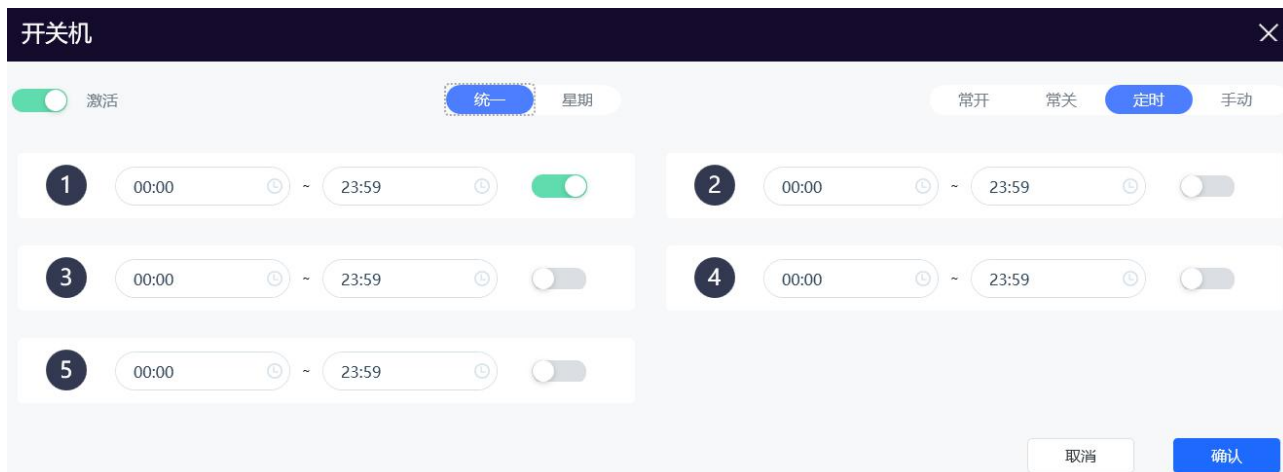 开关机
激活 统一 星期 常开 常关 定时 手动
1 00:00 ~ 23:59 2 00:00 ~ 23:59
3 00:00 ~ 23:59 4 00:00 ~ 23:59
5 00:00 ~ 23:59
取消 确认